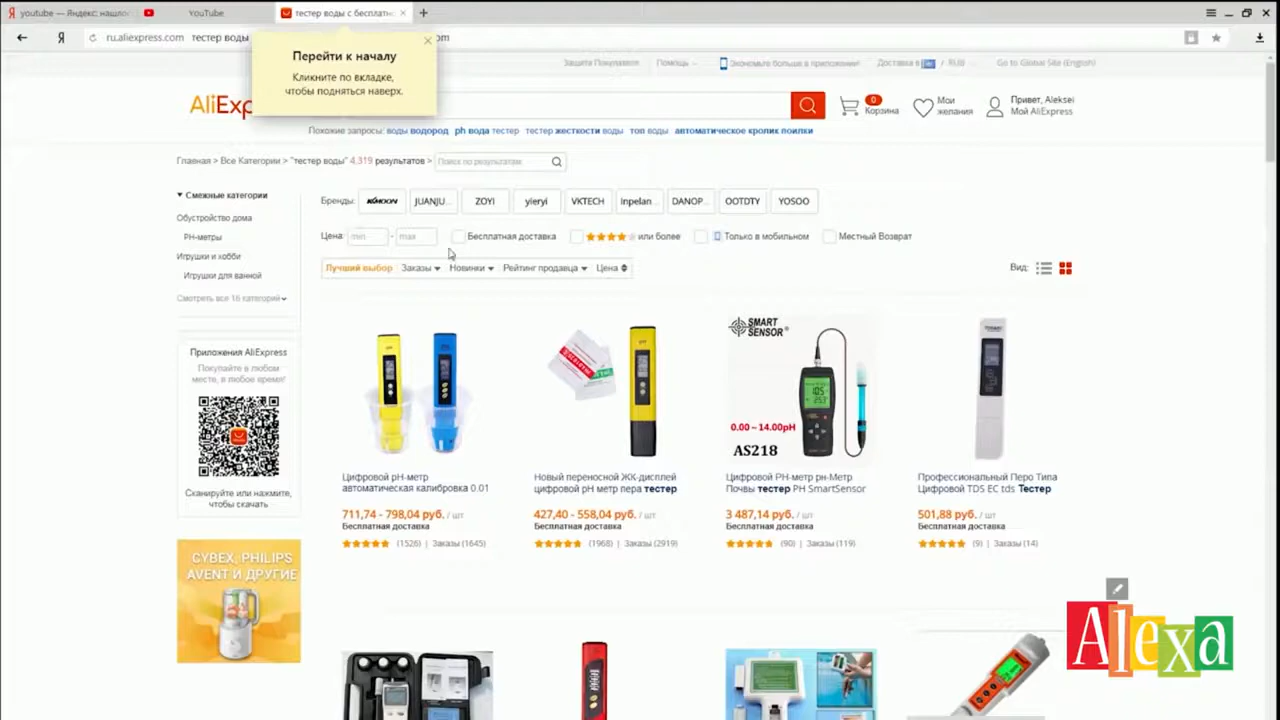 youtube — Яндекс: нашлос
YouTube
тестер воды с бесплатно
ru.aliexpress.com тестер воды
om
Перейти к началу
Кликните по вкладке,
чтобы подняться наверх.
Защита Покупателя
Помощь
Экономьте больше в приложении!
Доставка в
/ RUB
Go to Global Site (English)
AliExp
0
Корзина
Мои
желания
Привет, Aleksei
Мой AliExpress
Похожие запросы: воды водород ph вода тестер тестер жесткости воды топ воды автоматическое кролик поилки
Главная > Все Категории > "тестер воды" 4,319 результатов >
Поиск по результатам
Смежные категории
Обустройство дома
PH-метры
Игрушки и хобби
Игрушки для ванной
Смотреть все 16 категорий
Бренды:
KKMOON
JUANJU...
ZOYI
yieryi
VKTECH
Inpelan...
DANOP...
OOTDTY
YOSOO
Цена: min - max
Бесплатная доставка
или более
Только в мобильном
Местный Возврат
Лучший выбор
Заказы
Новинки
Рейтинг продавца
Цена
Вид:
Приложения AliExpress
Покупайте в любом
месте, в любое время!
Сканируйте или нажмите,
чтобы скачать
CYBEX, PHILIPS
AVENT И ДРУГИЕ
Цифровой pH-метр
автоматическая калибровка 0.01
711,74 - 798,04 руб. / шт
Бесплатная доставка
(1526) | Заказы (1645)
Новый переносной ЖК-дисплей
цифровой pH метр пера тестер
427,40 - 558,04 руб. / шт
Бесплатная доставка
(1968) | Заказы (2919)
SMART
SENSOR
0.00 ~ 14.00pH
AS218
Цифровой PH-метр рн-Метр
Почвы тестер PH SmartSensor
3 487,14 руб. / шт
Бесплатная доставка
(90) | Заказы (119)
Профессиональный Перо Типа
Цифровой TDS EC tds Тестер
501,88 руб. / шт
Бесплатная доставка
(9) | Заказы (14)
Alexa